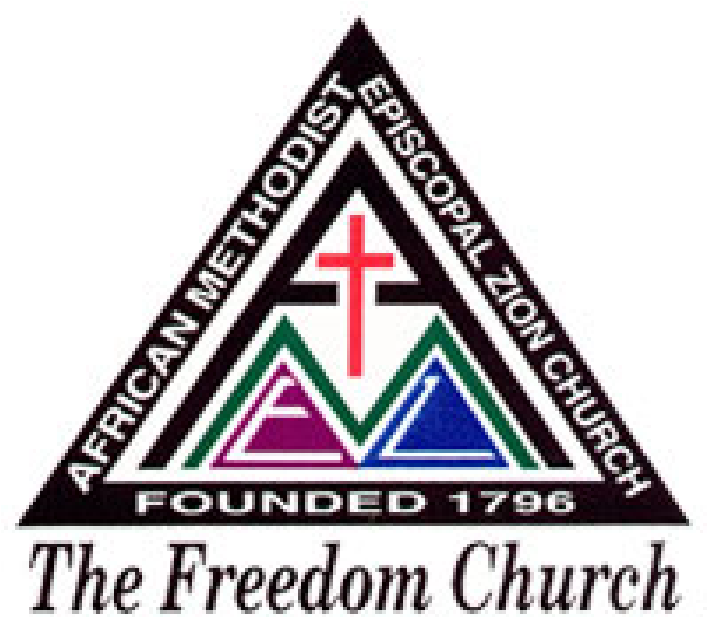 AFRICAN METHODIST
EPISCOPAL ZION CHURCH
FOUNDED 1796
The Freedom Church